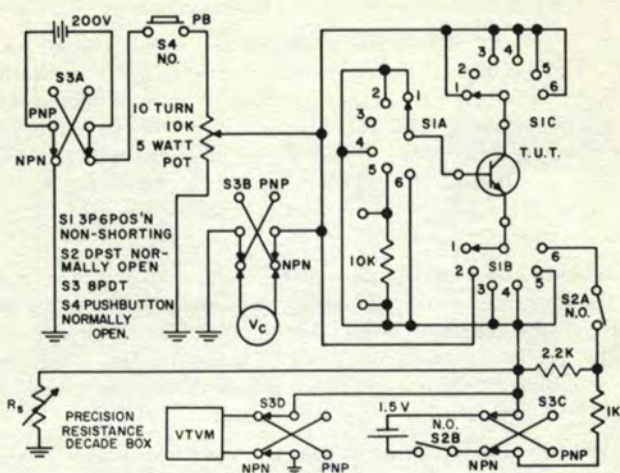 200V
PB
S3A
S4
N.O.
PNP
NPN
10 TURN
10K
5 WATT
POT
S3B
PNP
NPN
VC
S1 3P6POS'N
NON-SHORTING
S2 DPST NOR-
MALLY OPEN
S3 8PDT
S4 PUSHBUTTON
NORMALLY
OPEN.
1
2
3
4
5
6
S1A
10K
1
2
3
4
5
6
S1C
T.U.T.
1
2
3
4
5
6
S1B
S2A
N.O.
2.2K
1K
RS
PRECISION
RESISTANCE
DECADE BOX
VTVM
S3D
NPN
PNP
1.5V
N.O.
S2B
S3C
NPN
PNP